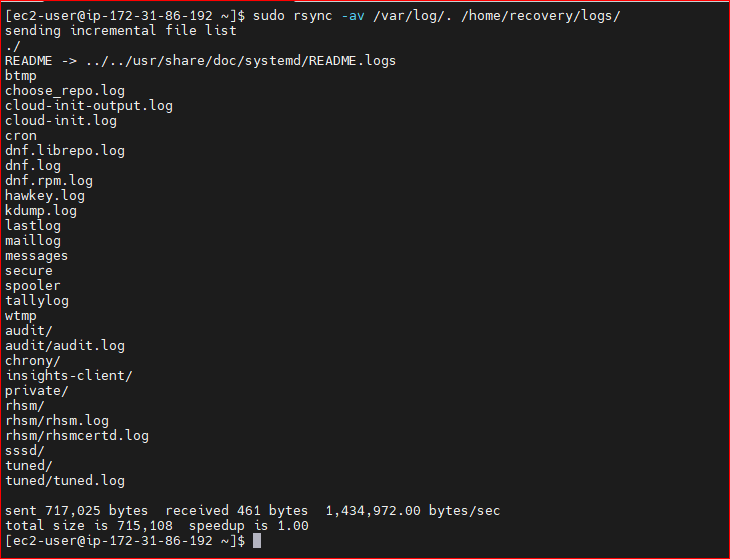 [ec2-user@ip-172-31-86-192 ~]$ sudo rsync -av /var/log/. /home/recovery/logs/
sending incremental file list
./
README -> ../../usr/share/doc/systemd/README.logs
btmp
choose_repo.log
cloud-init-output.log
cloud-init.log
cron
dnf.librepo.log
dnf.log
dnf.rpm.log
hawkey.log
kdump.log
lastlog
maillog
messages
secure
spooler
tallylog
wtmp
audit/
audit/audit.log
chrony/
insights-client/
private/
rhsm/
rhsm/rhsm.log
rhsm/rhsmcertd.log
sssd/
tuned/
tuned/tuned.log
sent 717,025 bytes  received 461 bytes  1,434,972.00 bytes/sec
total size is 715,108  speedup is 1.00
[ec2-user@ip-172-31-86-192 ~]$